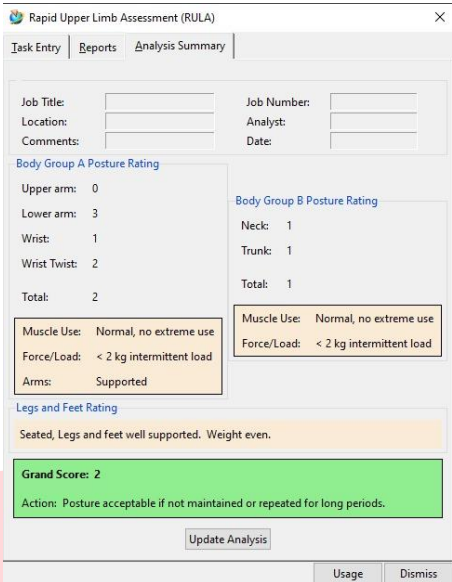 Rapid Upper Limb Assessment (RULA)
Task Entry Reports Analysis Summary
Job Title: Job Number:
Location: Analyst:
Comments: Date:
Body Group A Posture Rating
Upper arm: 0
Lower arm: 3
Wrist: 1
Wrist Twist: 2
Total: 2
Muscle Use: Normal, no extreme use
Force/Load: < 2 kg intermittent load
Arms: Supported
Body Group B Posture Rating
Neck: 1
Trunk: 1
Total: 1
Muscle Use: Normal, no extreme use
Force/Load: < 2 kg intermittent load
Legs and Feet Rating
Seated, Legs and feet well supported. Weight even.
Grand Score: 2
Action: Posture acceptable if not maintained or repeated for long periods.
Update Analysis
Usage Dismiss